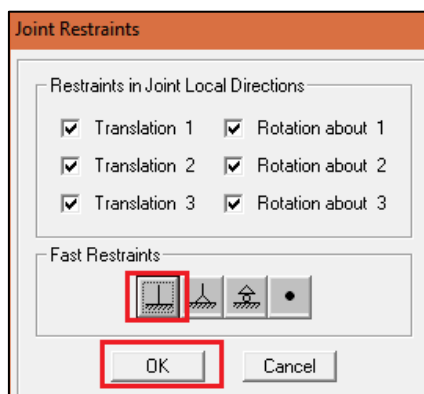 Joint Restraints
Restraints in Joint Local Directions
Translation 1 Rotation about 1
Translation 2 Rotation about 2
Translation 3 Rotation about 3
Fast Restraints
OK Cancel